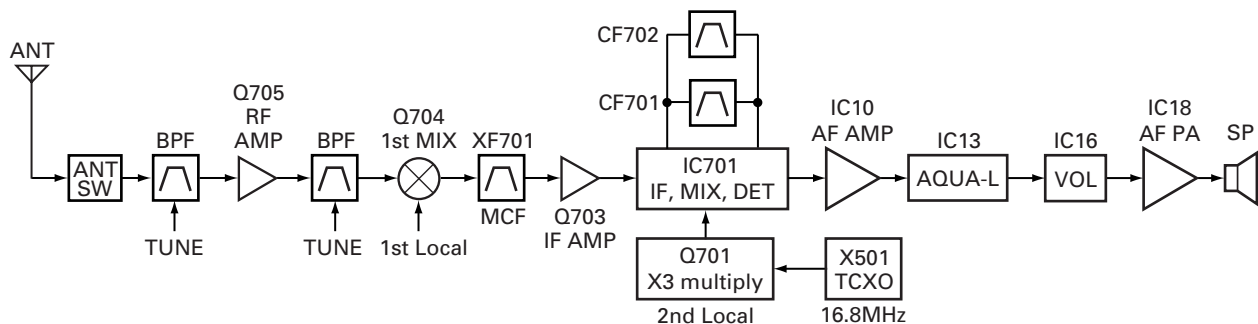 ANT
ANT
SW
BPF
TUNE
Q705
RF
AMP
BPF
TUNE
Q704
1st MIX
1st Local
XF701
MCF
Q703
IF AMP
CF702
CF701
IC701
IF, MIX, DET
Q701
X3 multiply
2nd Local
X501
TCXO
16.8MHz
IC10
AF AMP
IC13
AQUA-L
IC16
VOL
IC18
AF PA
SP